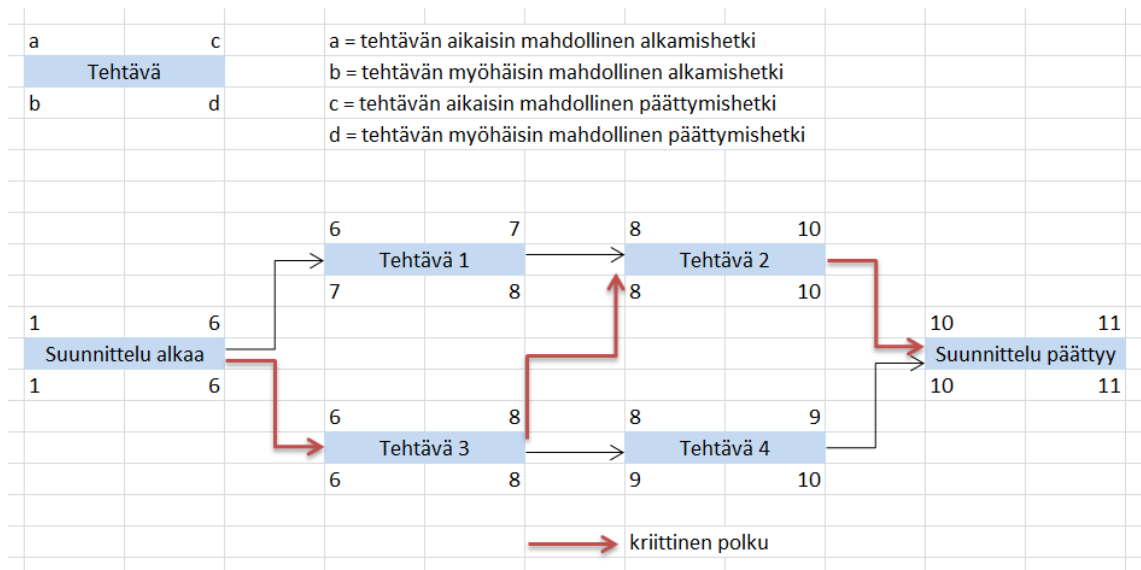 a c a = tehtävän aikaisin mahdollinen alkamishetki
Tehtävä b = tehtävän myöhäisin mahdollinen alkamishetki
b d c = tehtävän aikaisin mahdollinen päättymishetki
d = tehtävän myöhäisin mahdollinen päättymishetki
6 7 8 10
Tehtävä 1 Tehtävä 2
7 8 8 10
1 6 10 11
Suunnittelu alkaa Suunnittelu päättyy
1 6 10 11
6 8 8 9
Tehtävä 3 Tehtävä 4
6 8 9 10
kriittinen polku